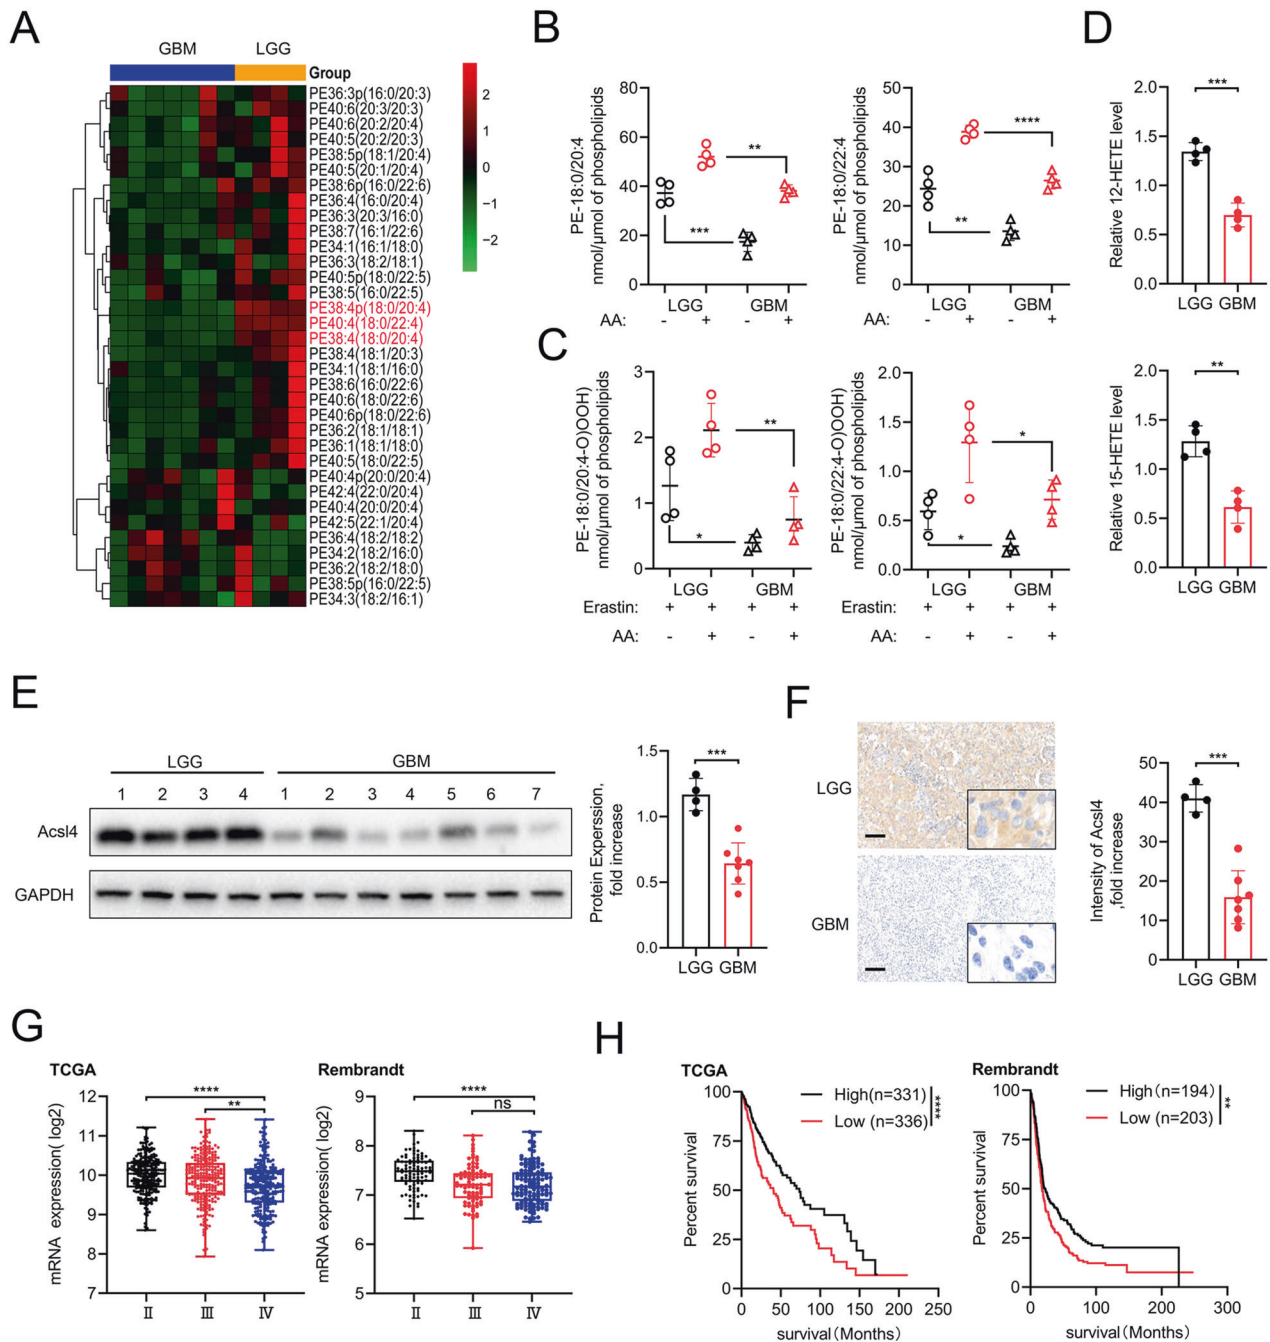 A
GBM
LGG
Group
PE36:3p(16:0/20:3)
PE40:6(20:3/20:3)
PE40:6(20:2/20:4)
PE40:5(20:2/20:3)
PE38:5p(18:1/20:4)
PE40:5(20:1/20:4)
PE38:6p(16:0/22:6)
PE36:4(16:0/20:4)
PE36:3(20:3/16:0)
PE38:7(16:1/22:6)
PE34:1(16:1/18:0)
PE36:3(18:2/18:1)
PE40:5p(18:0/22:5)
PE38:5(16:0/22:5)
PE38:4p(18:0/20:4)
PE40:4(18:0/22:4)
PE38:4(18:0/20:4)
PE38:4(18:1/20:3)
PE34:1(18:1/16:0)
PE38:6(16:0/22:6)
PE40:6(18:0/22:6)
PE40:6p(18:0/22:6)
PE36:2(18:1/18:1)
PE36:1(18:1/18:0)
PE40:5(18:0/22:5)
PE40:4p(20:0/20:4)
PE42:4(22:0/20:4)
PE40:4(20:0/20:4)
PE42:5(22:1/20:4)
PE36:4(18:2/18:2)
PE34:2(18:2/16:0)
PE36:2(18:2/18:0)
PE38:5p(16:0/22:5)
PE34:3(18:2/16:1)
2
1
0
−1
−2
B
PE-18:0/20:4
nmol/μmol of phospholipids
80
60
40
20
0
**
***
LGG
GBM
AA:
- + - +
PE-18:0/22:4
nmol/μmol of phospholipids
50
40
30
20
10
0
****
**
LGG
GBM
AA:
- + - +
C
PE-18:0/20:4-O)OOH)
nmol/μmol of phospholipids
3
2
1
0
**
*
LGG
GBM
Erastin:
+ + + +
AA:
- + - +
PE-18:0/22:4-O)OOH)
nmol/μmol of phospholipids
2.0
1.5
1.0
0.5
0.0
*
*
LGG
GBM
Erastin:
+ + + +
AA:
- + - +
D
Relative 12-HETE level
2.0
1.5
1.0
0.5
0.0
***
LGG GBM
Relative 15-HETE level
2.0
1.5
1.0
0.5
0.0
**
LGG GBM
E
LGG
GBM
1 2 3 4 1 2 3 4 5 6 7
Acsl4
GAPDH
Protein Experssion,
fold increase
1.5
1.0
0.5
0.0
***
LGG GBM
F
LGG
GBM
Intensity of Acsl4
,fold increase
50
40
30
20
10
0
***
LGG GBM
G
TCGA
mRNA expression( log2)
12
11
10
9
8
7
****
**
Ⅱ Ⅲ Ⅳ
Rembrandt
mRNA expression( log2)
9
8
7
6
5
****
ns
Ⅱ Ⅲ Ⅳ
H
TCGA
Percent survival
100
75
50
25
0
High(n=331)
Low (n=336)
****
0 50 100 150 200 250
survival(Months)
Rembrandt
Percent survival
100
75
50
25
0
High (n=194)
Low (n=203)
**
0 100 200 300
survival(Months)